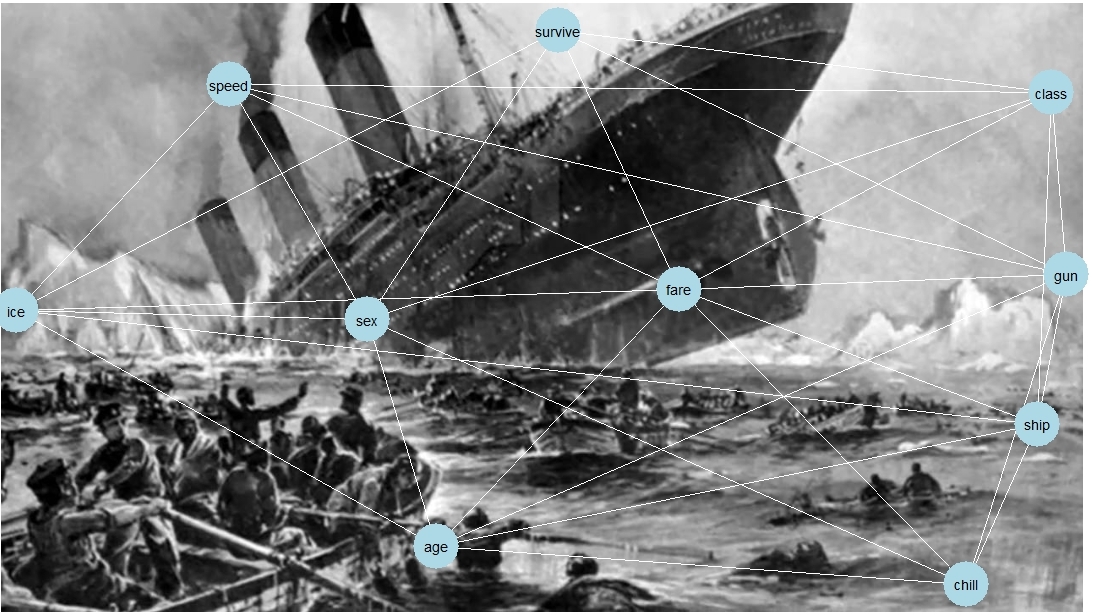 survive
speed
class
gun
fare
ice
sex
ship
age
chill